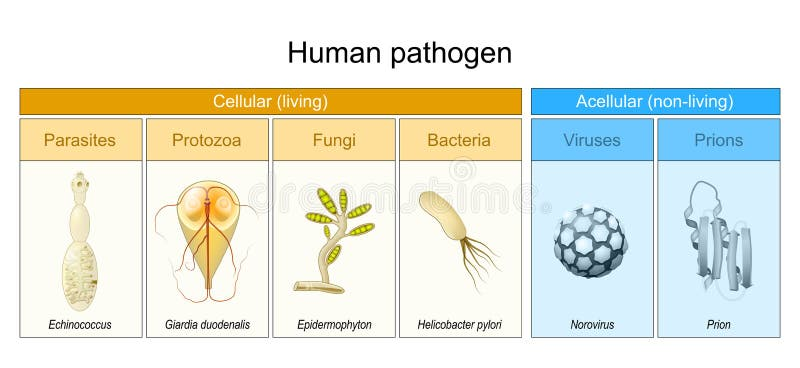 Human pathogen
Cellular (living) Acellular (non-living)
Parasites Protozoa Fungi Bacteria Viruses Prions
Echinococcus Giardia duodenalis Epidermophyton Helicobacter pylori Norovirus Prion
dreamstime